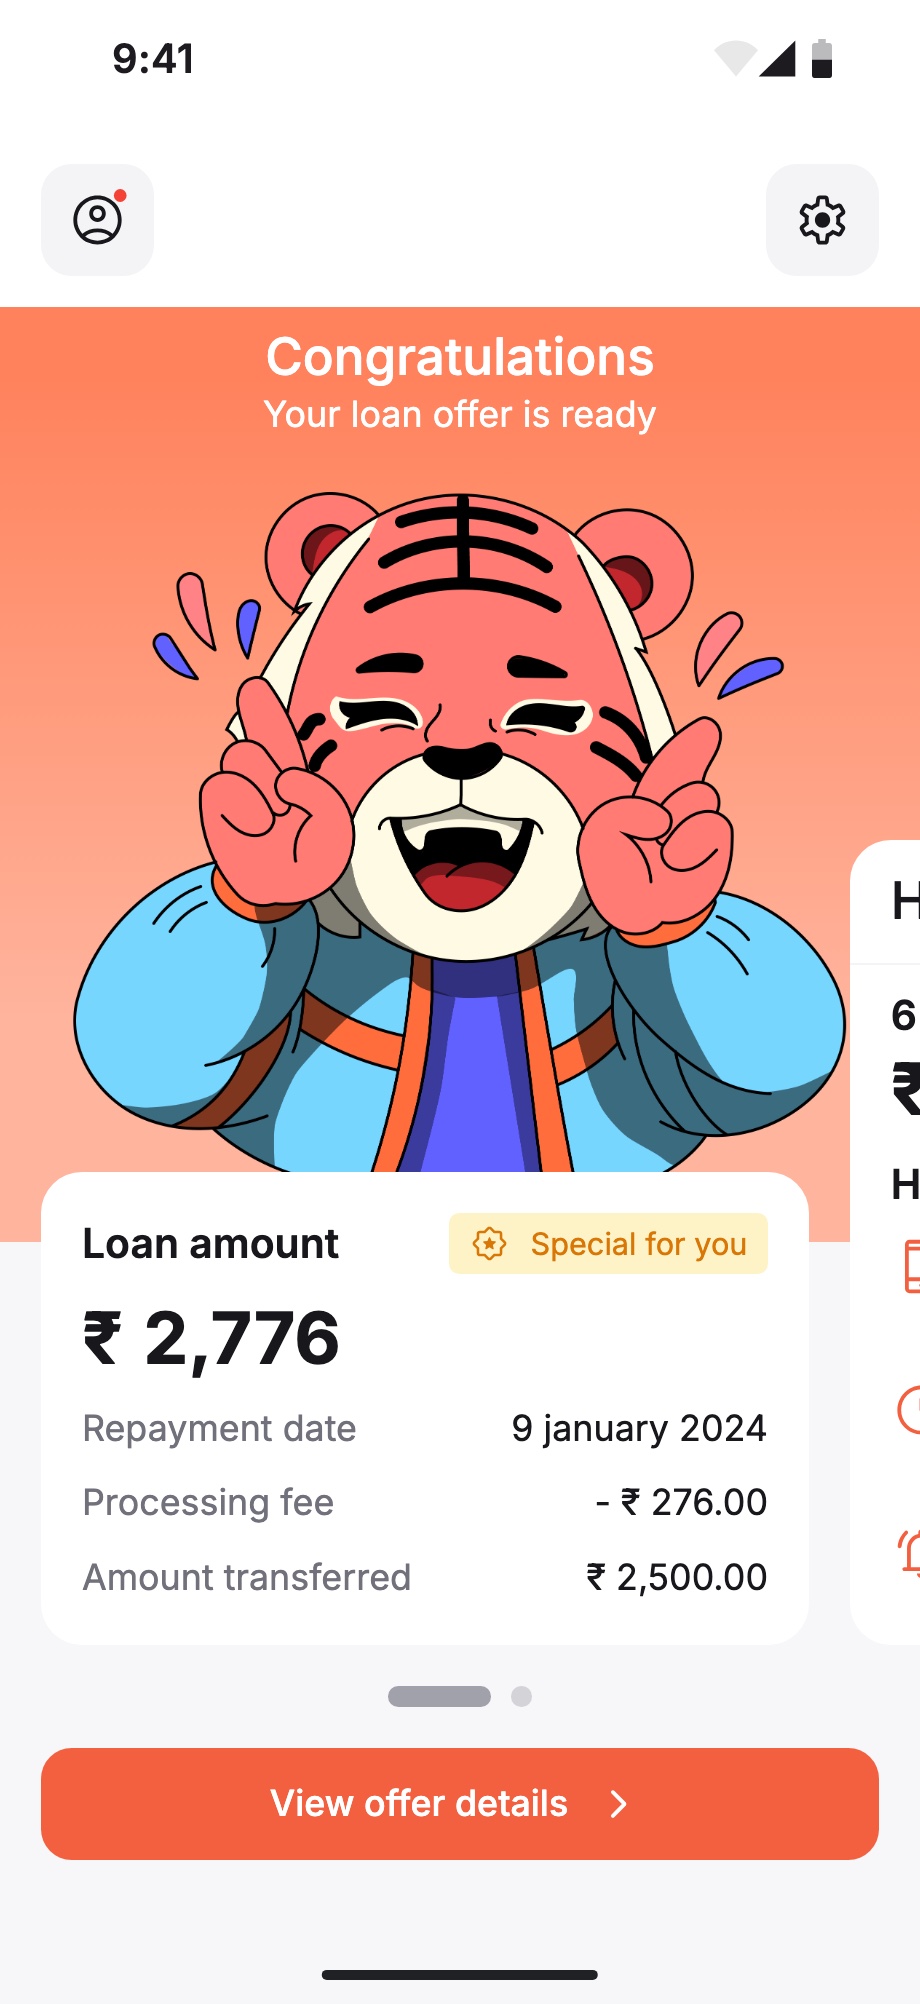 9:41
Congratulations
Your loan offer is ready
Loan amount
Special for you
₹ 2,776
Repayment date 9 january 2024
Processing fee - ₹ 276.00
Amount transferred ₹ 2,500.00
H
6
₹
H
View offer details